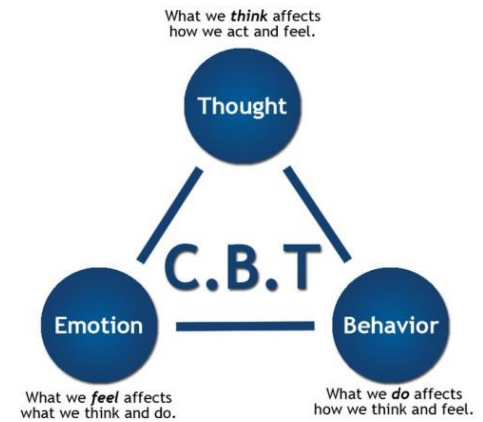 What we think affects
how we act and feel.
Thought
C.B.T
Emotion
Behavior
What we feel affects
what we think and do.
What we do affects
how we think and feel.